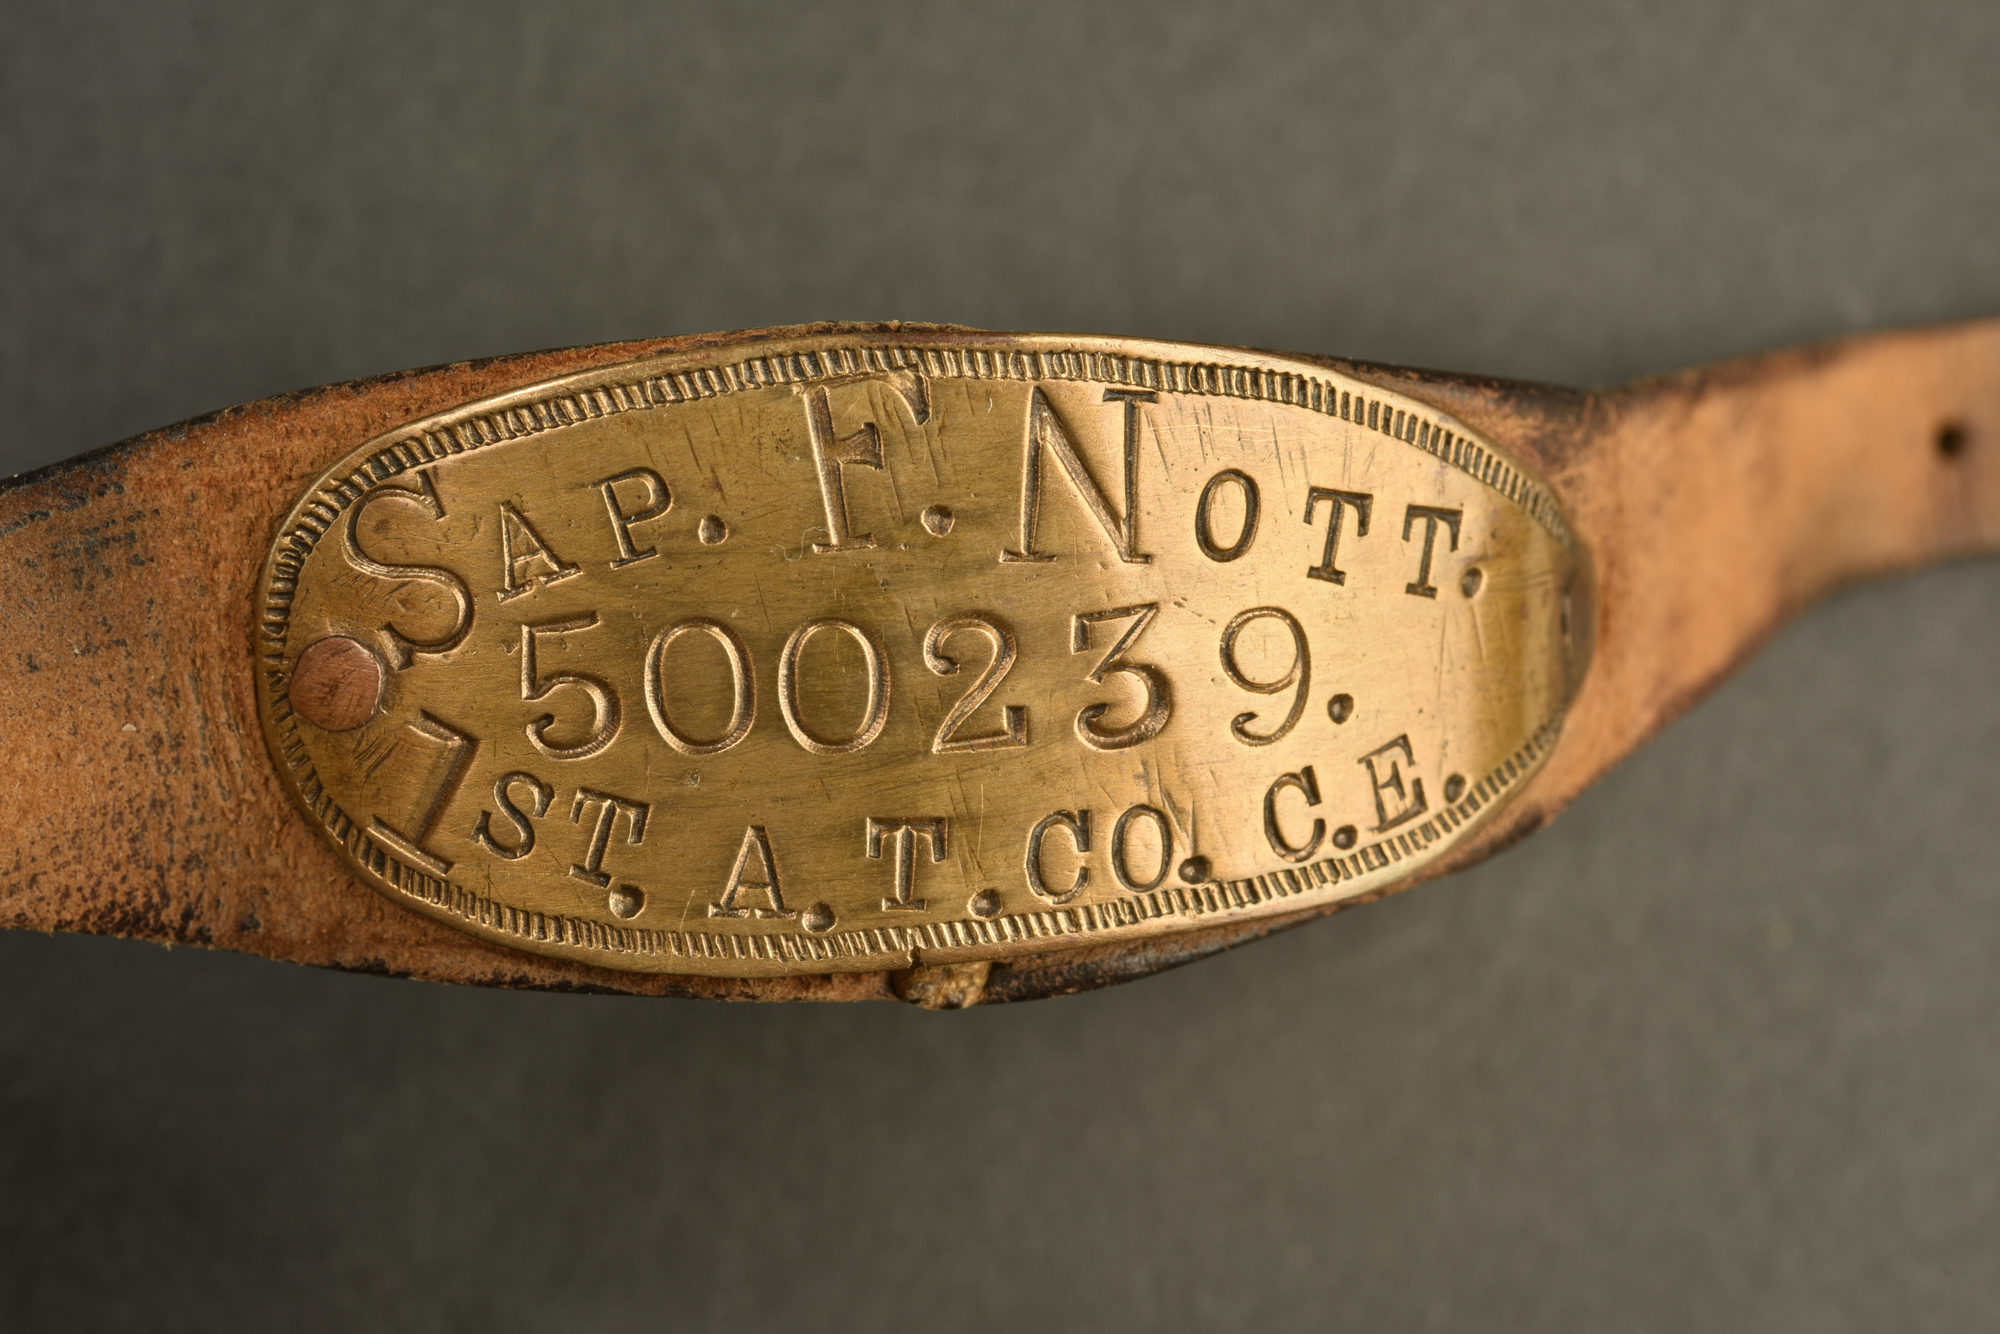 SAP. F. NOTT.
500239.
1ST. A. T. CO. C.E.